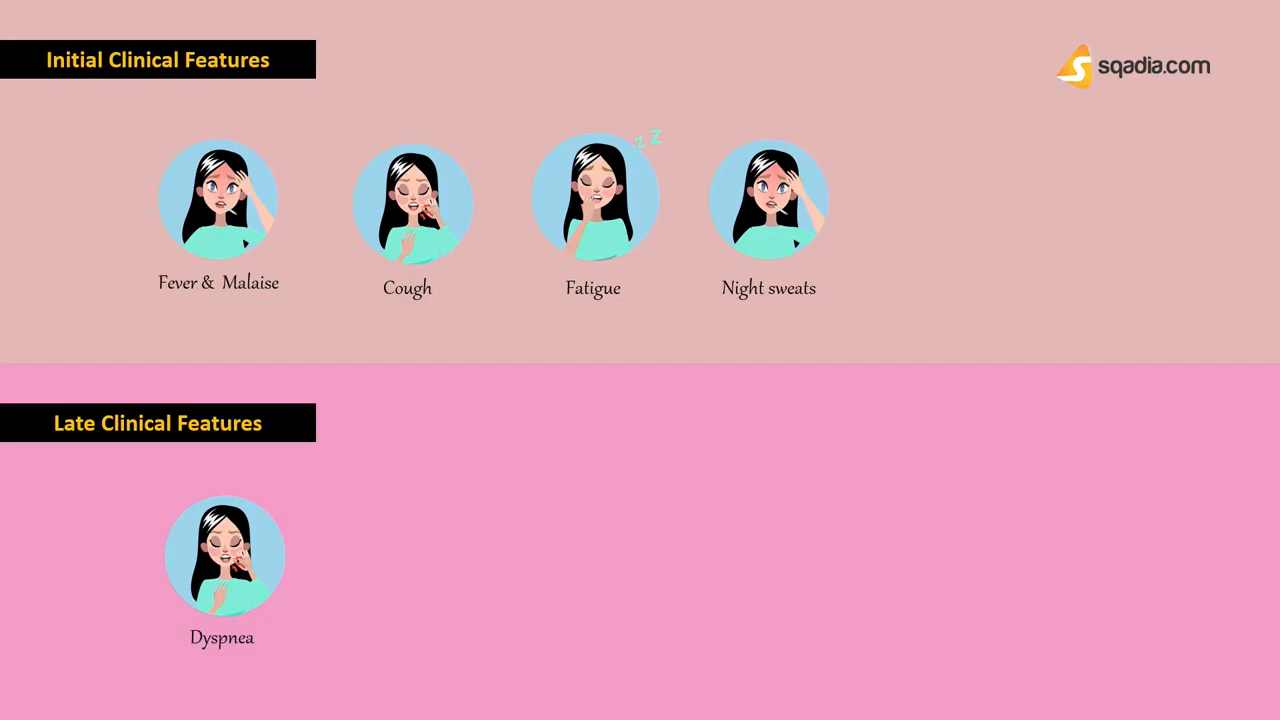 Initial Clinical Features
sqadia.com
z z
Fever & Malaise
Cough
Fatigue
Night sweats
Late Clinical Features
Dyspnea